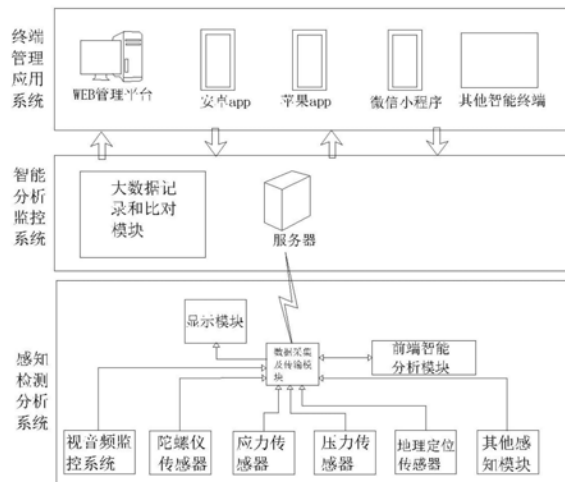 终端
管理
应用
系统
WEB管理平台
安卓app
苹果app
微信小程序
其他智能终端
智能
分析
监控
系统
大数据记
录和比对
模块
服务器
感知
检测
分析
系统
显示模块
数据采集
及传输模
块
前端智能
分析模块
视音频监
控系统
陀螺仪
传感器
应力传
感器
压力传
感器
地理定位
传感器
其他感
知模块